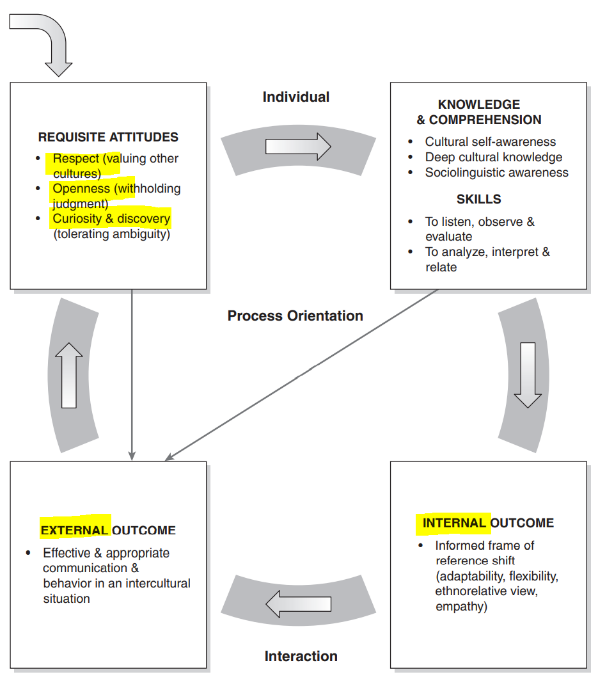 Individual
REQUISITE ATTITUDES
• Respect (valuing other
cultures)
• Openness (withholding
judgment)
• Curiosity & discovery
(tolerating ambiguity)
KNOWLEDGE
& COMPREHENSION
• Cultural self-awareness
• Deep cultural knowledge
• Sociolinguistic awareness
SKILLS
• To listen, observe &
evaluate
• To analyze, interpret &
relate
Process Orientation
EXTERNAL OUTCOME
• Effective & appropriate
communication &
behavior in an intercultural
situation
INTERNAL OUTCOME
• Informed frame of
reference shift
(adaptability, flexibility,
ethnorelative view,
empathy)
Interaction